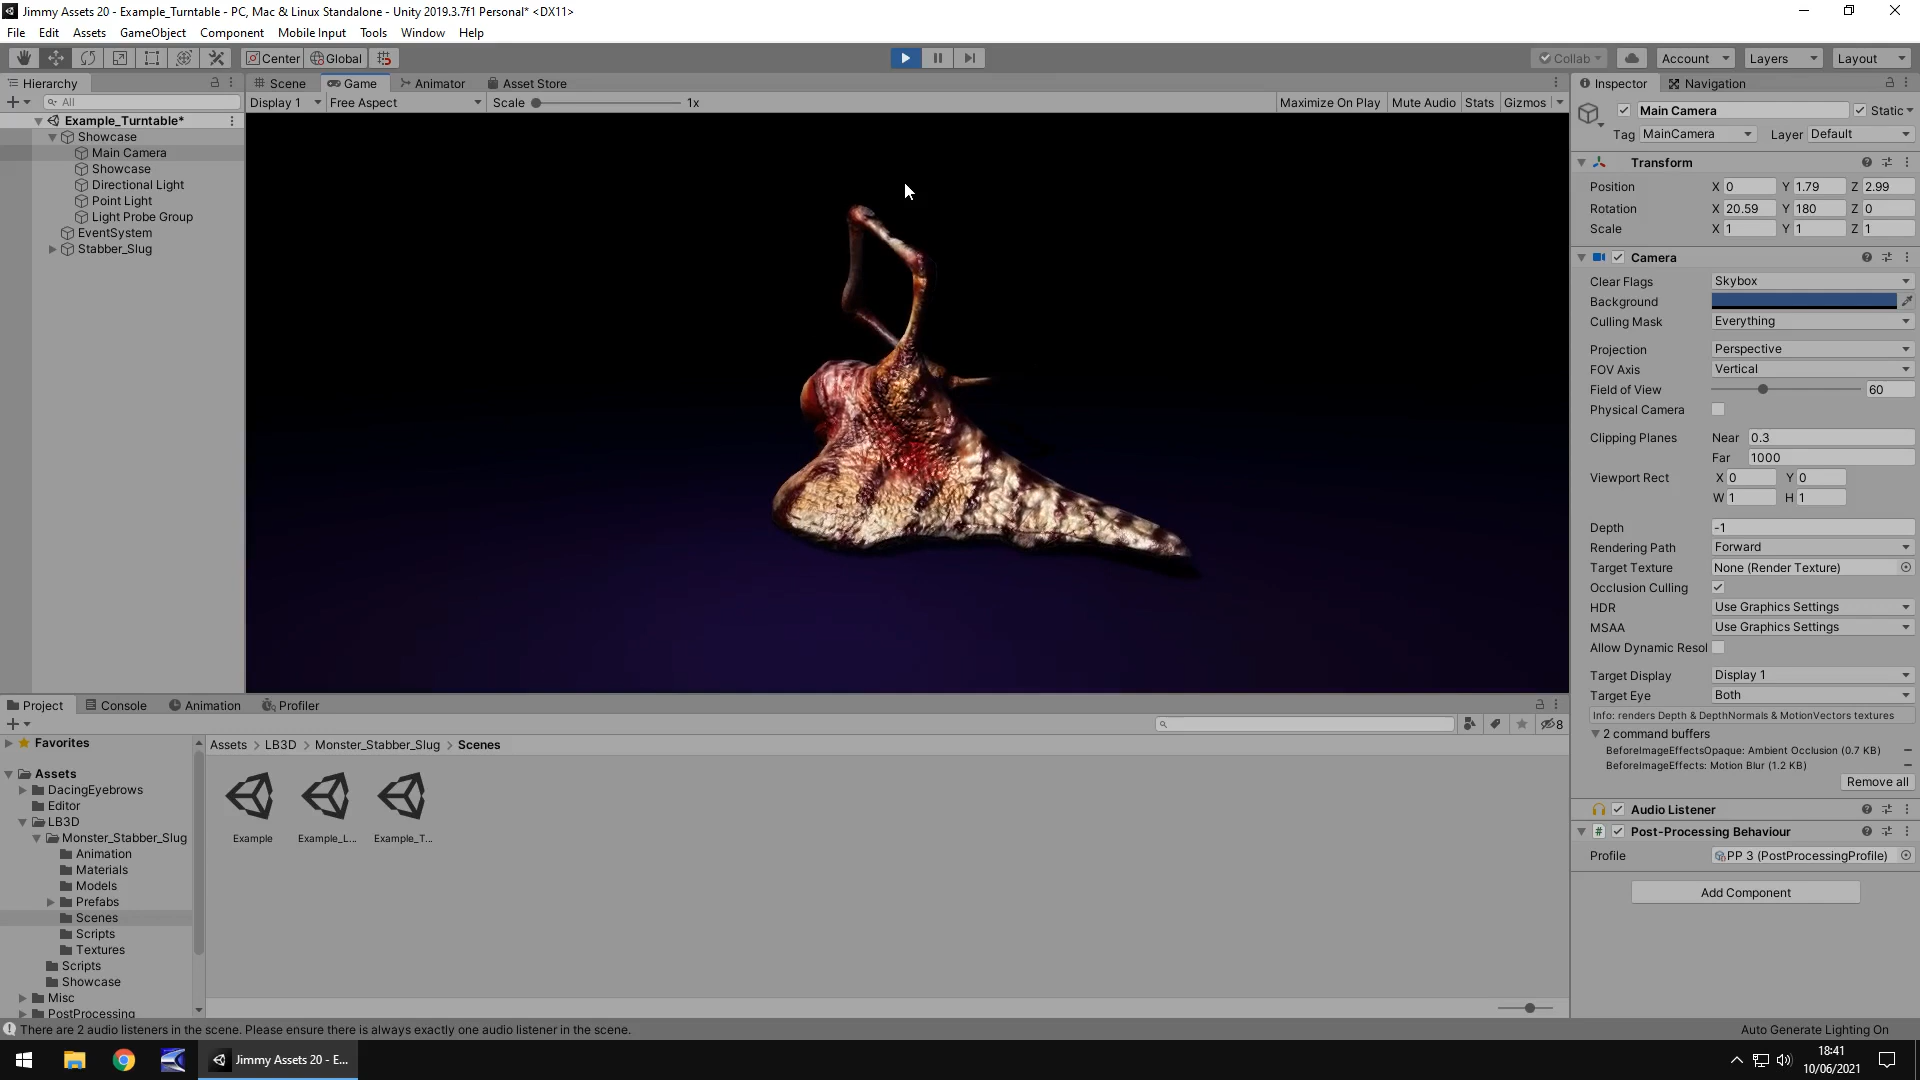 Jimmy Assets 20 - Example_Turntable - PC, Mac & Linux Standalone - Unity 2019.3.7f1 Personal* <DX11>
File Edit Assets GameObject Component Mobile Input Tools Window Help
Center Global Collab Account Layers Layout
Hierarchy
All
Example_Turntable*
Showcase
Main Camera
Showcase
Directional Light
Point Light
Light Probe Group
EventSystem
Stabber_Slug
Scene Game Animator Asset Store
Display 1 Free Aspect Scale 1x Maximize On Play Mute Audio Stats Gizmos
Inspector Navigation
Main Camera Static
Tag MainCamera Layer Default
Transform
Position X 0 Y 1.79 Z 2.99
Rotation X 20.59 Y 180 Z 0
Scale X 1 Y 1 Z 1
Camera
Clear Flags Skybox
Background
Culling Mask Everything
Projection Perspective
FOV Axis Vertical
Field of View 60
Physical Camera
Clipping Planes Near 0.3
Far 1000
Viewport Rect X 0 Y 0
W 1 H 1
Depth -1
Rendering Path Forward
Target Texture None (Render Texture)
Occlusion Culling
HDR Use Graphics Settings
MSAA Use Graphics Settings
Allow Dynamic Resol
Target Display Display 1
Target Eye Both
Info: renders Depth & DepthNormals & MotionVectors textures
2 command buffers
BeforeImageEffectsOpaque: Ambient Occlusion (0.7 KB)
BeforeImageEffects: Motion Blur (1.2 KB)
Remove all
Audio Listener
Post-Processing Behaviour
Profile PP 3 (PostProcessingProfile)
Add Component
Project Console Animation Profiler
8
Favorites
Assets
DacingEyebrows
Editor
LB3D
Monster_Stabber_Slug
Animation
Materials
Models
Prefabs
Scenes
Scripts
Textures
Scripts
Showcase
Misc
PostProcessing
Assets > LB3D > Monster_Stabber_Slug > Scenes
Example Example_L... Example_T...
There are 2 audio listeners in the scene. Please ensure there is always exactly one audio listener in the scene.
Auto Generate Lighting On
Jimmy Assets 20 - E...
18:41
10/06/2021